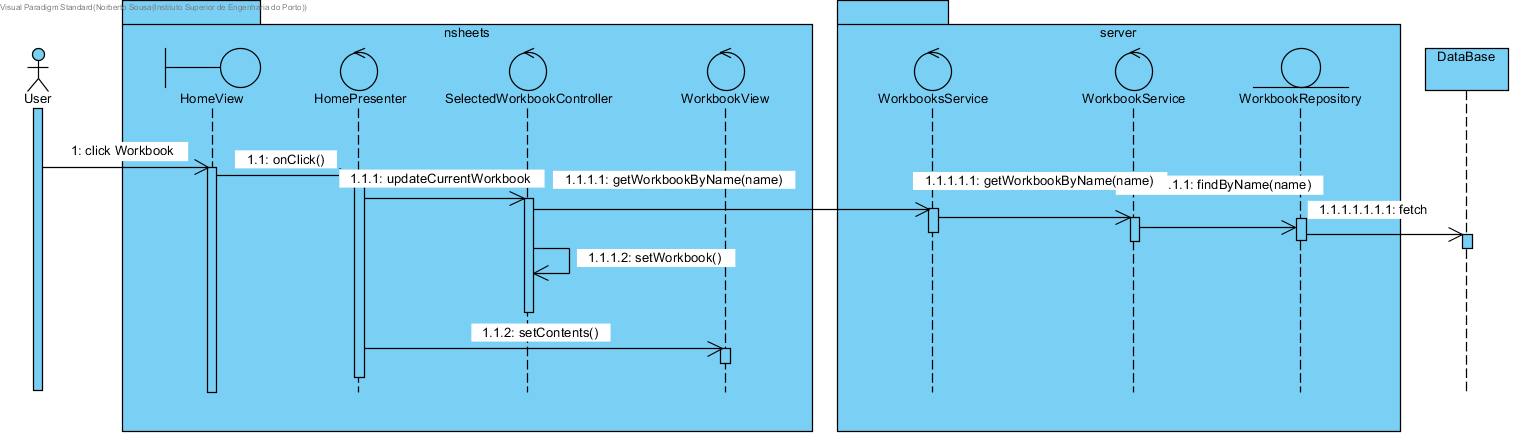 Visual Paradigm Standard(Norberto Sousa(Instituto Superior de Engenharia do Porto))
nsheets
server
User
HomeView
HomePresenter
SelectedWorkbookController
WorkbookView
WorkbooksService
WorkbookService
WorkbookRepository
DataBase
1: click Workbook
1.1: onClick()
1.1.1: updateCurrentWorkbook
1.1.1.1: getWorkbookByName(name)
1.1.1.1.1: getWorkbookByName(name)
.1.1: findByName(name)
1.1.1.1.1.1.1: fetch
1.1.1.2: setWorkbook()
1.1.2: setContents()